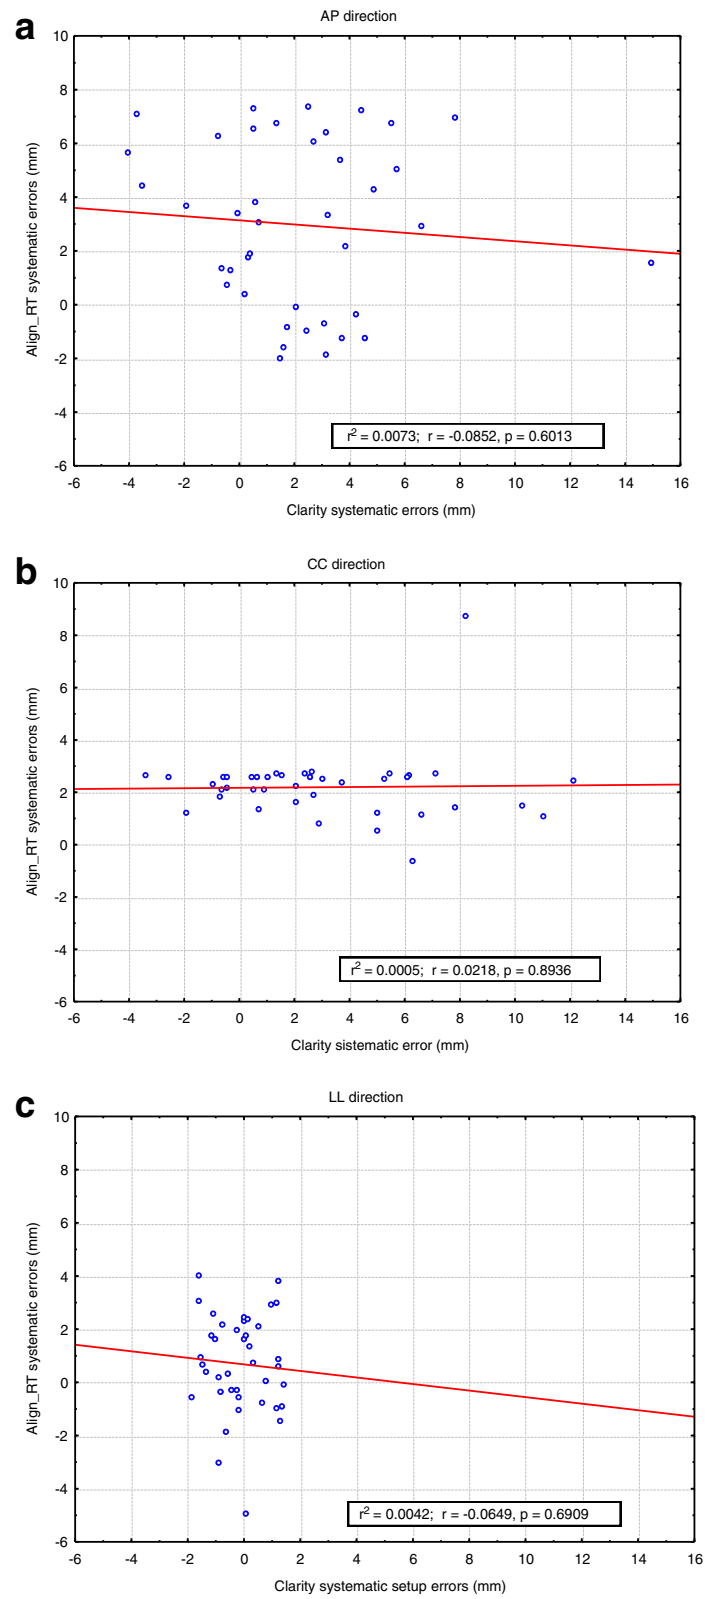 a
AP direction
10
8
6
4
2
0
-2
-4
-6
Align_RT systematic errors (mm)
r² = 0.0073; r = -0.0852, p = 0.6013
-6 -4 -2 0 2 4 6 8 10 12 14 16
Clarity systematic errors (mm)
b
CC direction
10
8
6
4
2
0
-2
-4
-6
Align_RT systematic errors (mm)
r² = 0.0005; r = 0.0218, p = 0.8936
-6 -4 -2 0 2 4 6 8 10 12 14 16
Clarity sistematic error (mm)
c
LL direction
10
8
6
4
2
0
-2
-4
-6
Align_RT systematic errors (mm)
r² = 0.0042; r = -0.0649, p = 0.6909
-6 -4 -2 0 2 4 6 8 10 12 14 16
Clarity systematic setup errors (mm)